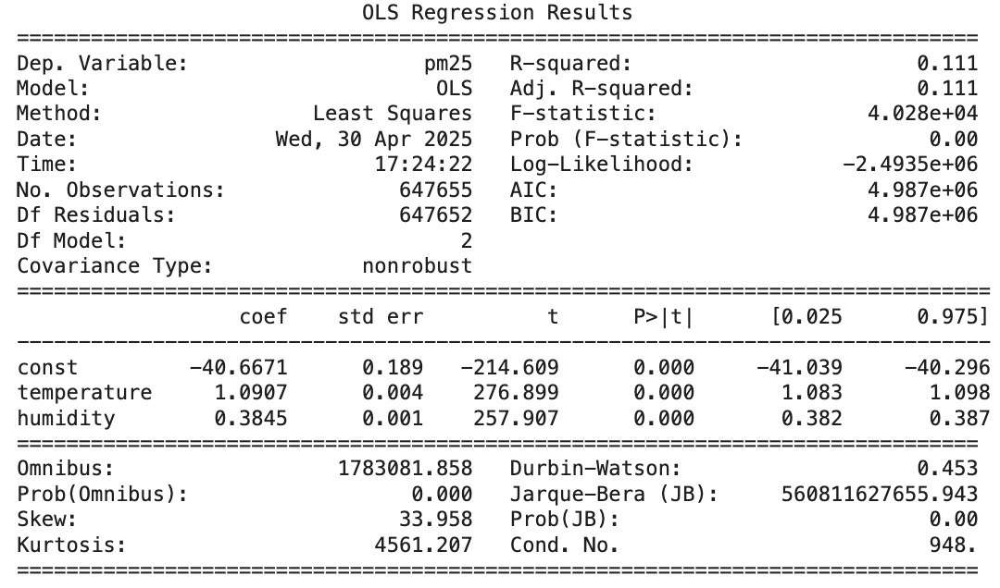 OLS Regression Results
==============================================================================
Dep. Variable: pm25 R-squared: 0.111
Model: OLS Adj. R-squared: 0.111
Method: Least Squares F-statistic: 4.028e+04
Date: Wed, 30 Apr 2025 Prob (F-statistic): 0.00
Time: 17:24:22 Log-Likelihood: -2.4935e+06
No. Observations: 647655 AIC: 4.987e+06
Df Residuals: 647652 BIC: 4.987e+06
Df Model: 2
Covariance Type: nonrobust
===============================================================================
coef std err t P>|t| [0.025 0.975]
-------------------------------------------------------------------------------
const -40.6671 0.189 -214.609 0.000 -41.039 -40.296
temperature 1.0907 0.004 276.899 0.000 1.083 1.098
humidity 0.3845 0.001 257.907 0.000 0.382 0.387
==============================================================================
Omnibus: 1783081.858 Durbin-Watson: 0.453
Prob(Omnibus): 0.000 Jarque-Bera (JB): 560811627655.943
Skew: 33.958 Prob(JB): 0.00
Kurtosis: 4561.207 Cond. No. 948.
==============================================================================